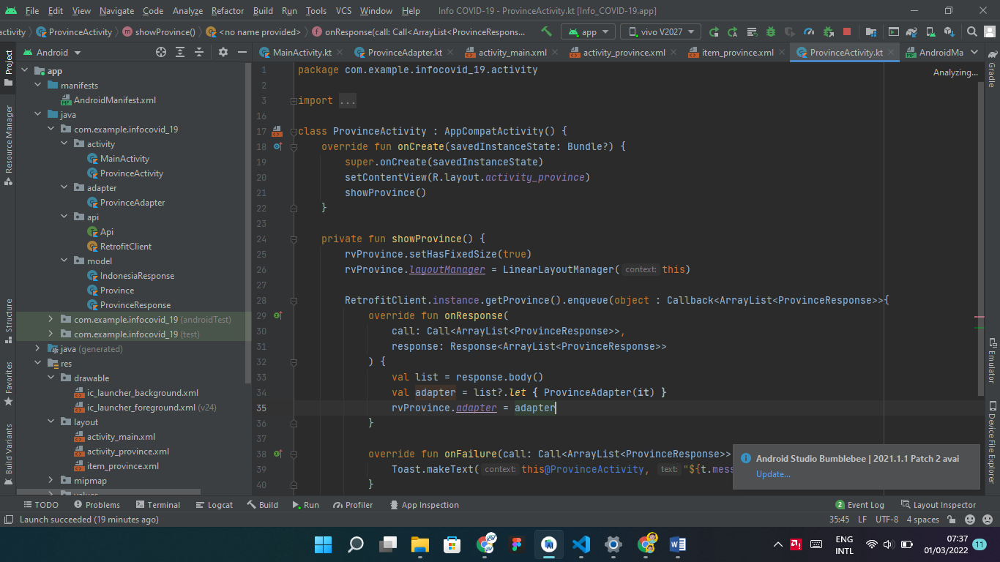 File Edit View Navigate Code Analyze Refactor Build Run Tools VCS Window Help Info COVID-19 - ProvinceActivity.kt [Info_COVID-19.app]
activity ProvinceActivity showProvince() <no name provided> onResponse(call: Call<ArrayList<ProvinceRespons... app vivo V2027
Android
MainActivity.kt ProvinceAdapter.kt activity_main.xml activity_province.xml item_province.xml ProvinceActivity.kt AndroidMa
Project
Resource Manager
Structure
Favorites
Build Variants
app
manifests
AndroidManifest.xml
java
com.example.infocovid_19
activity
MainActivity
ProvinceActivity
adapter
ProvinceAdapter
api
Api
RetrofitClient
model
IndonesiaResponse
Province
ProvinceResponse
com.example.infocovid_19 (androidTest)
com.example.infocovid_19 (test)
java (generated)
res
drawable
ic_launcher_background.xml
ic_launcher_foreground.xml (v24)
layout
activity_main.xml
activity_province.xml
item_province.xml
mipmap
values
Analyzing...
1 package com.example.infocovid_19.activity
2
3 import ...
16
17 class ProvinceActivity : AppCompatActivity() {
18 override fun onCreate(savedInstanceState: Bundle?) {
19 super.onCreate(savedInstanceState)
20 setContentView(R.layout.activity_province)
21 showProvince()
22 }
23
24 private fun showProvince() {
25 rvProvince.setHasFixedSize(true)
26 rvProvince.layoutManager = LinearLayoutManager( context: this)
27
28 RetrofitClient.instance.getProvince().enqueue(object : Callback<ArrayList<ProvinceResponse>>{
29 override fun onResponse(
30 call: Call<ArrayList<ProvinceResponse>>,
31 response: Response<ArrayList<ProvinceResponse>>
32 ) {
33 val list = response.body()
34 val adapter = list?.let { ProvinceAdapter(it) }
35 rvProvince.adapter = adapter
36 }
37
38 override fun onFailure(call: Call<ArrayList<ProvinceResponse>>
39 Toast.makeText( context: this@ProvinceActivity, text: "${t.mess
40 }
Gradle
Emulator
Device File Explorer
Android Studio Bumblebee | 2021.1.1 Patch 2 avai
Update...
TODO Problems Terminal Logcat Build Run Profiler App Inspection 2 Event Log Layout Inspector
Launch succeeded (19 minutes ago) 35:45 LF UTF-8 4 spaces
ENG
INTL
07:37
01/03/2022
11